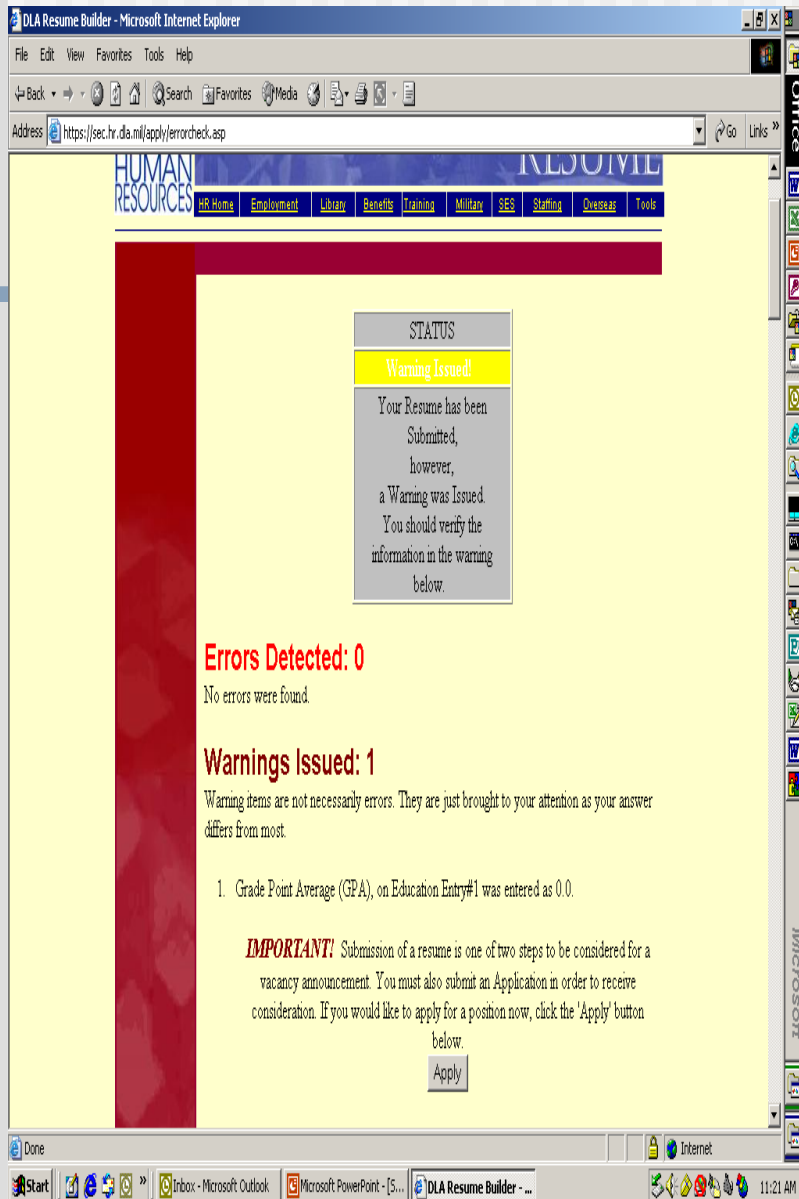 DLA Resume Builder - Microsoft Internet Explorer
File Edit View Favorites Tools Help
Back Search Favorites Media
Address https://sec.hr.dla.mil/apply/errorcheck.asp Go Links »
HUMAN RESOURCES
RESUME
HR Home Employment Library Benefits Training Military SES Staffing Overseas Tools
STATUS
Warning Issued!
Your Resume has been
Submitted,
however,
a Warning was Issued.
You should verify the
information in the warning
below.
Errors Detected: 0
No errors were found.
Warnings Issued: 1
Warning items are not necessarily errors. They are just brought to your attention as your answer
differs from most.
1. Grade Point Average (GPA), on Education Entry#1 was entered as 0.0.
IMPORTANT! Submission of a resume is one of two steps to be considered for a
vacancy announcement. You must also submit an Application in order to receive
consideration. If you would like to apply for a position now, click the 'Apply' button
below.
Apply
Done Internet
Start » Inbox - Microsoft Outlook Microsoft PowerPoint - [S... DLA Resume Builder - ... 11:21 AM
Office
Microsoft